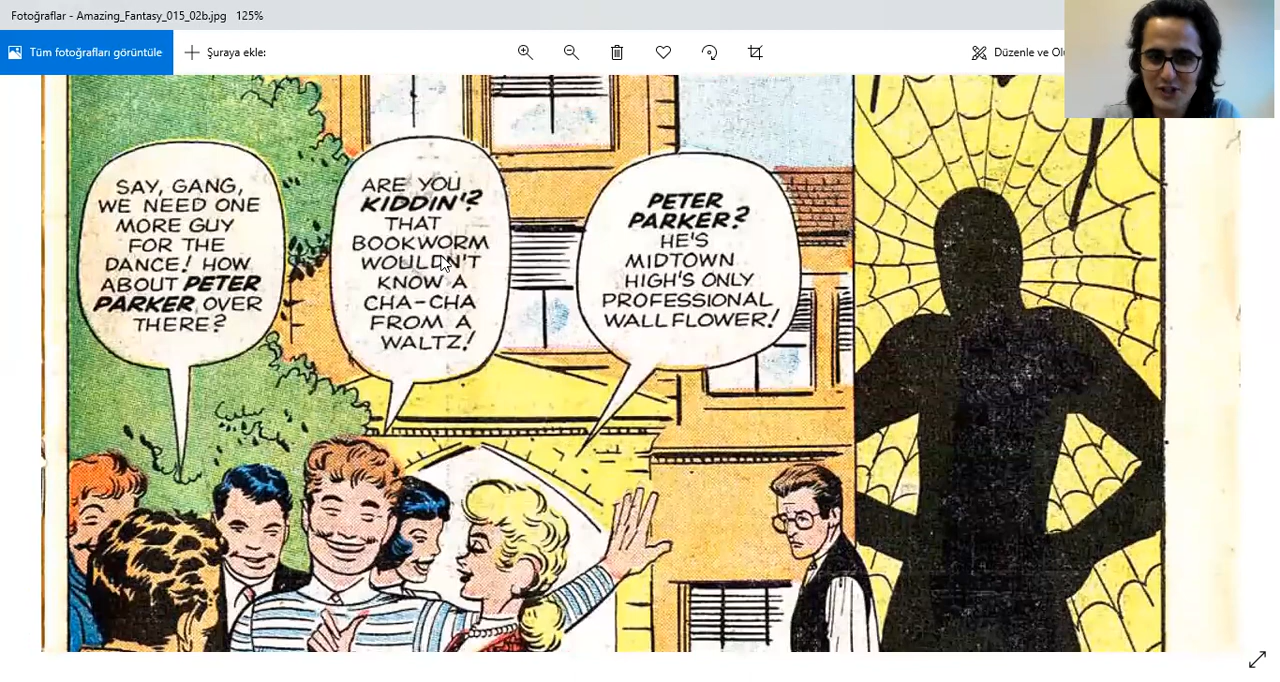 Fotoğraflar - Amazing_Fantasy_015_02b.jpg 125%
Tüm fotoğrafları görüntüle
Şuraya ekle:
Düzenle ve
SAY, GANG,
WE NEED ONE
MORE GUY
FOR THE
DANCE! HOW
ABOUT PETER
PARKER, OVER
THERE?
ARE YOU
KIDDIN'?
THAT
BOOKWORM
WOULDN'T
KNOW A
CHA-CHA
FROM A
WALTZ!
PETER
PARKER?
HE'S
MIDTOWN
HIGH'S ONLY
PROFESSIONAL
WALLFLOWER!